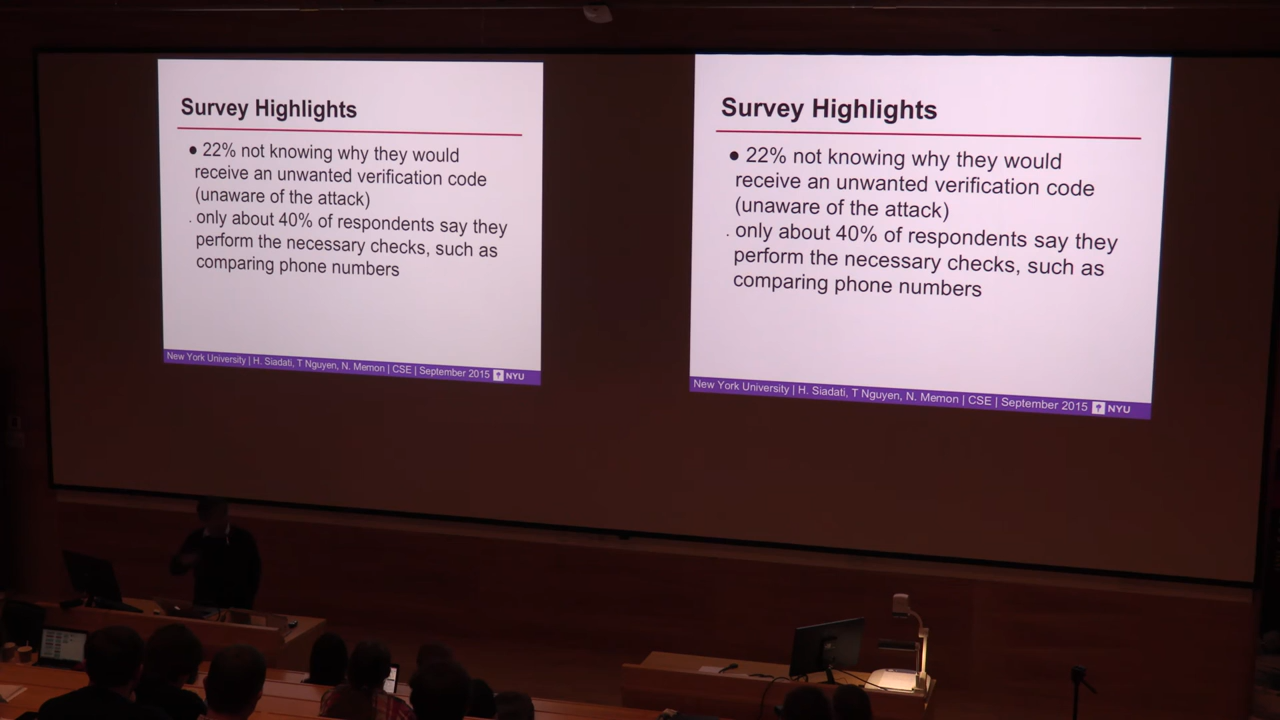 Survey Highlights
● 22% not knowing why they would
receive an unwanted verification code
(unaware of the attack)
. only about 40% of respondents say they
perform the necessary checks, such as
comparing phone numbers
New York University | H. Siadati, T Nguyen, N. Memon | CSE | September 2015 NYU
Survey Highlights
● 22% not knowing why they would
receive an unwanted verification code
(unaware of the attack)
. only about 40% of respondents say they
perform the necessary checks, such as
comparing phone numbers
New York University | H. Siadati, T Nguyen, N. Memon | CSE | September 2015 NYU